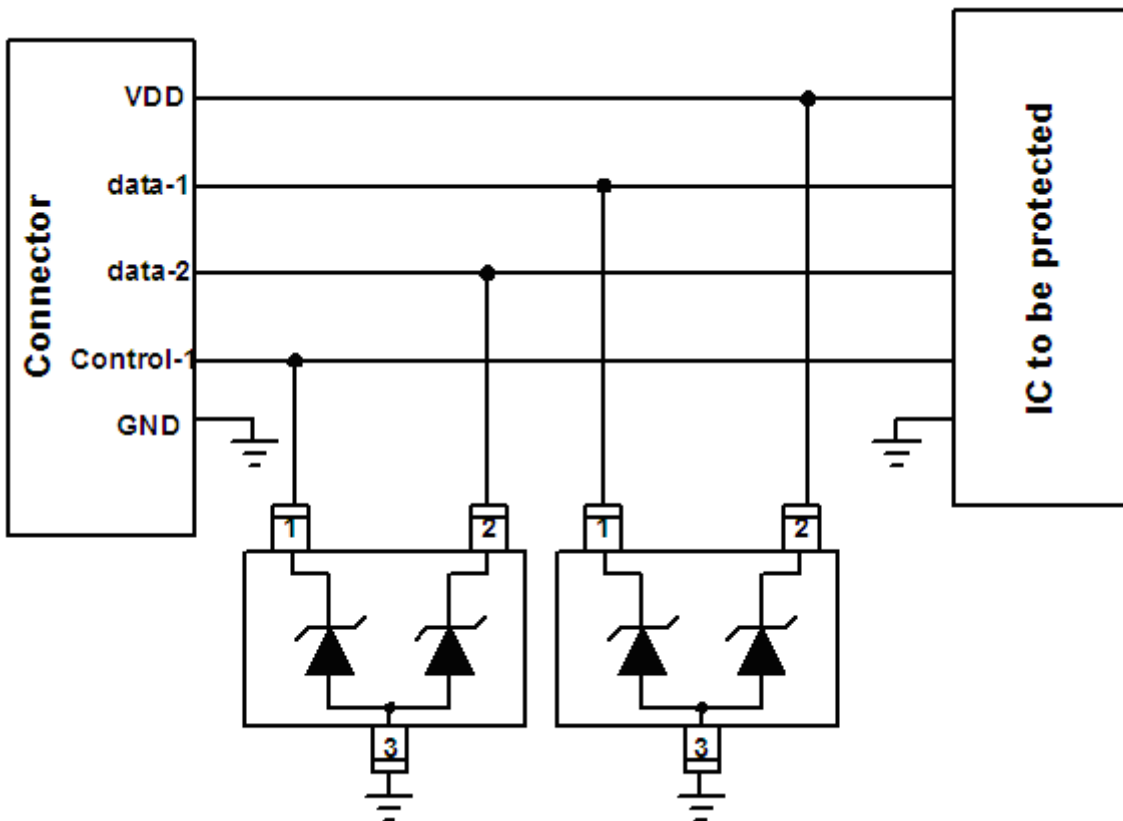 Connector
VDD
data-1
data-2
Control-1
GND
IC to be protected
1
2
1
2
3
3